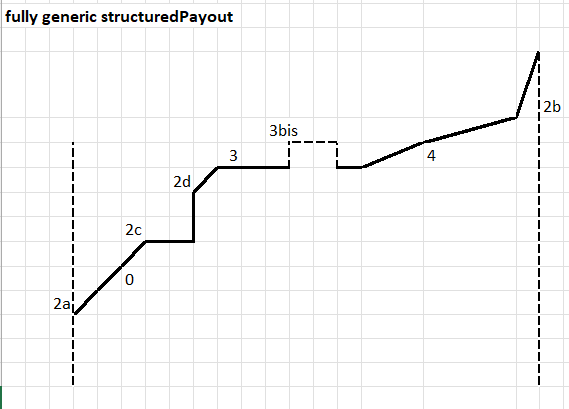 fully generic structuredPayout
3bis
2b
3
4
2d
2c
0
2a